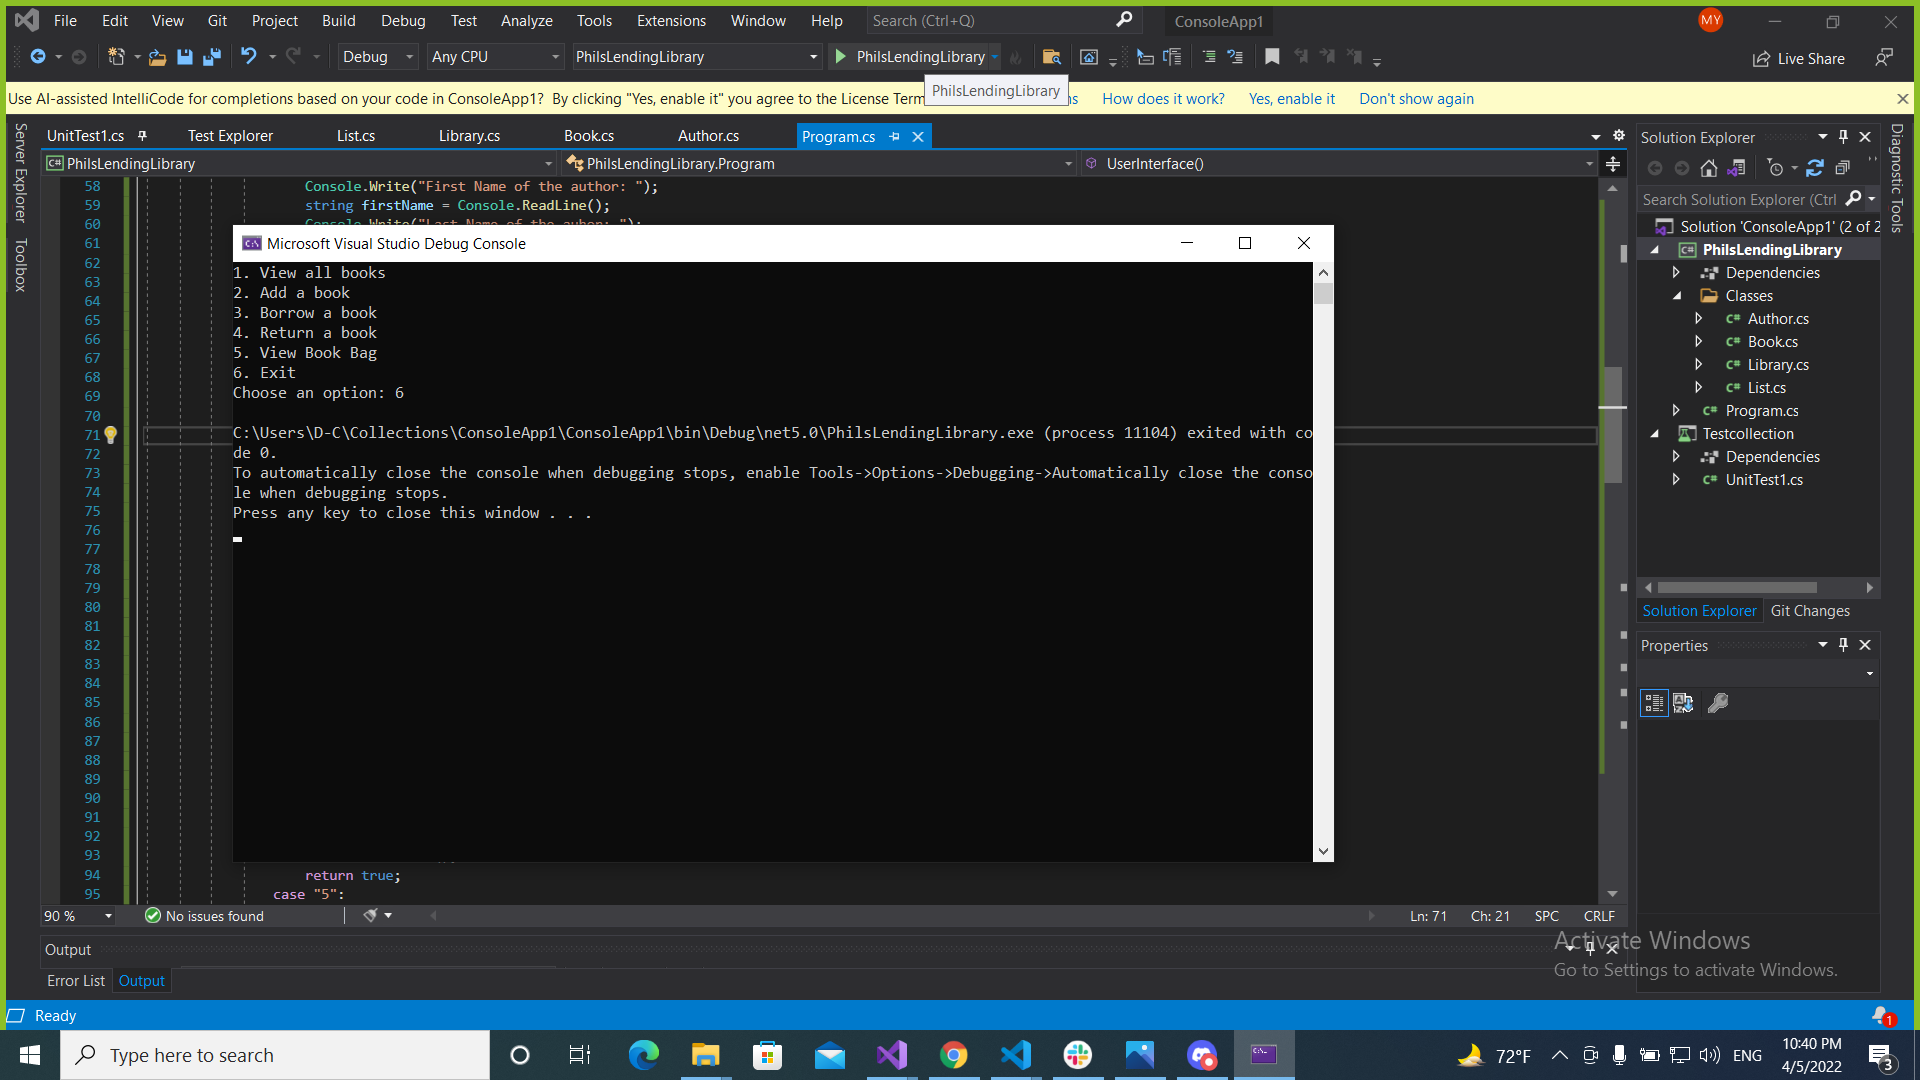 File Edit View Git Project Build Debug Test Analyze Tools Extensions Window Help Search (Ctrl+Q) ConsoleApp1 MY
Debug Any CPU PhilsLendingLibrary PhilsLendingLibrary Live Share
PhilsLendingLibrary
Use AI-assisted IntelliCode for completions based on your code in ConsoleApp1? By clicking "Yes, enable it" you agree to the License Term ns How does it work? Yes, enable it Don't show again
Server Explorer
Toolbox
UnitTest1.cs Test Explorer List.cs Library.cs Book.cs Author.cs Program.cs
PhilsLendingLibrary PhilsLendingLibrary.Program UserInterface()
58 Console.Write("First Name of the author: ");
59 string firstName = Console.ReadLine();
60 Console.Write("Last Name of the auhor: ");
61
62
63
64
65
66
67
68
69
70
71
72
73
74
75
76
77
78
79
80
81
82
83
84
85
86
87
88
89
90
91
92
93
94 return true;
95 case "5":
Microsoft Visual Studio Debug Console
1. View all books
2. Add a book
3. Borrow a book
4. Return a book
5. View Book Bag
6. Exit
Choose an option: 6
C:\Users\D-C\Collections\ConsoleApp1\ConsoleApp1\bin\Debug\net5.0\PhilsLendingLibrary.exe (process 11104) exited with co
de 0.
To automatically close the console when debugging stops, enable Tools->Options->Debugging->Automatically close the conso
le when debugging stops.
Press any key to close this window . . .
90 % No issues found Ln: 71 Ch: 21 SPC CRLF
Output
Error List Output
Solution Explorer
Search Solution Explorer (Ctrl
Solution 'ConsoleApp1' (2 of 2
PhilsLendingLibrary
Dependencies
Classes
Author.cs
Book.cs
Library.cs
List.cs
Program.cs
Testcollection
Dependencies
UnitTest1.cs
Solution Explorer Git Changes
Properties
Diagnostic Tools
Activate Windows
Go to Settings to activate Windows.
Ready 1
Type here to search 72°F ENG 10:40 PM
4/5/2022 3